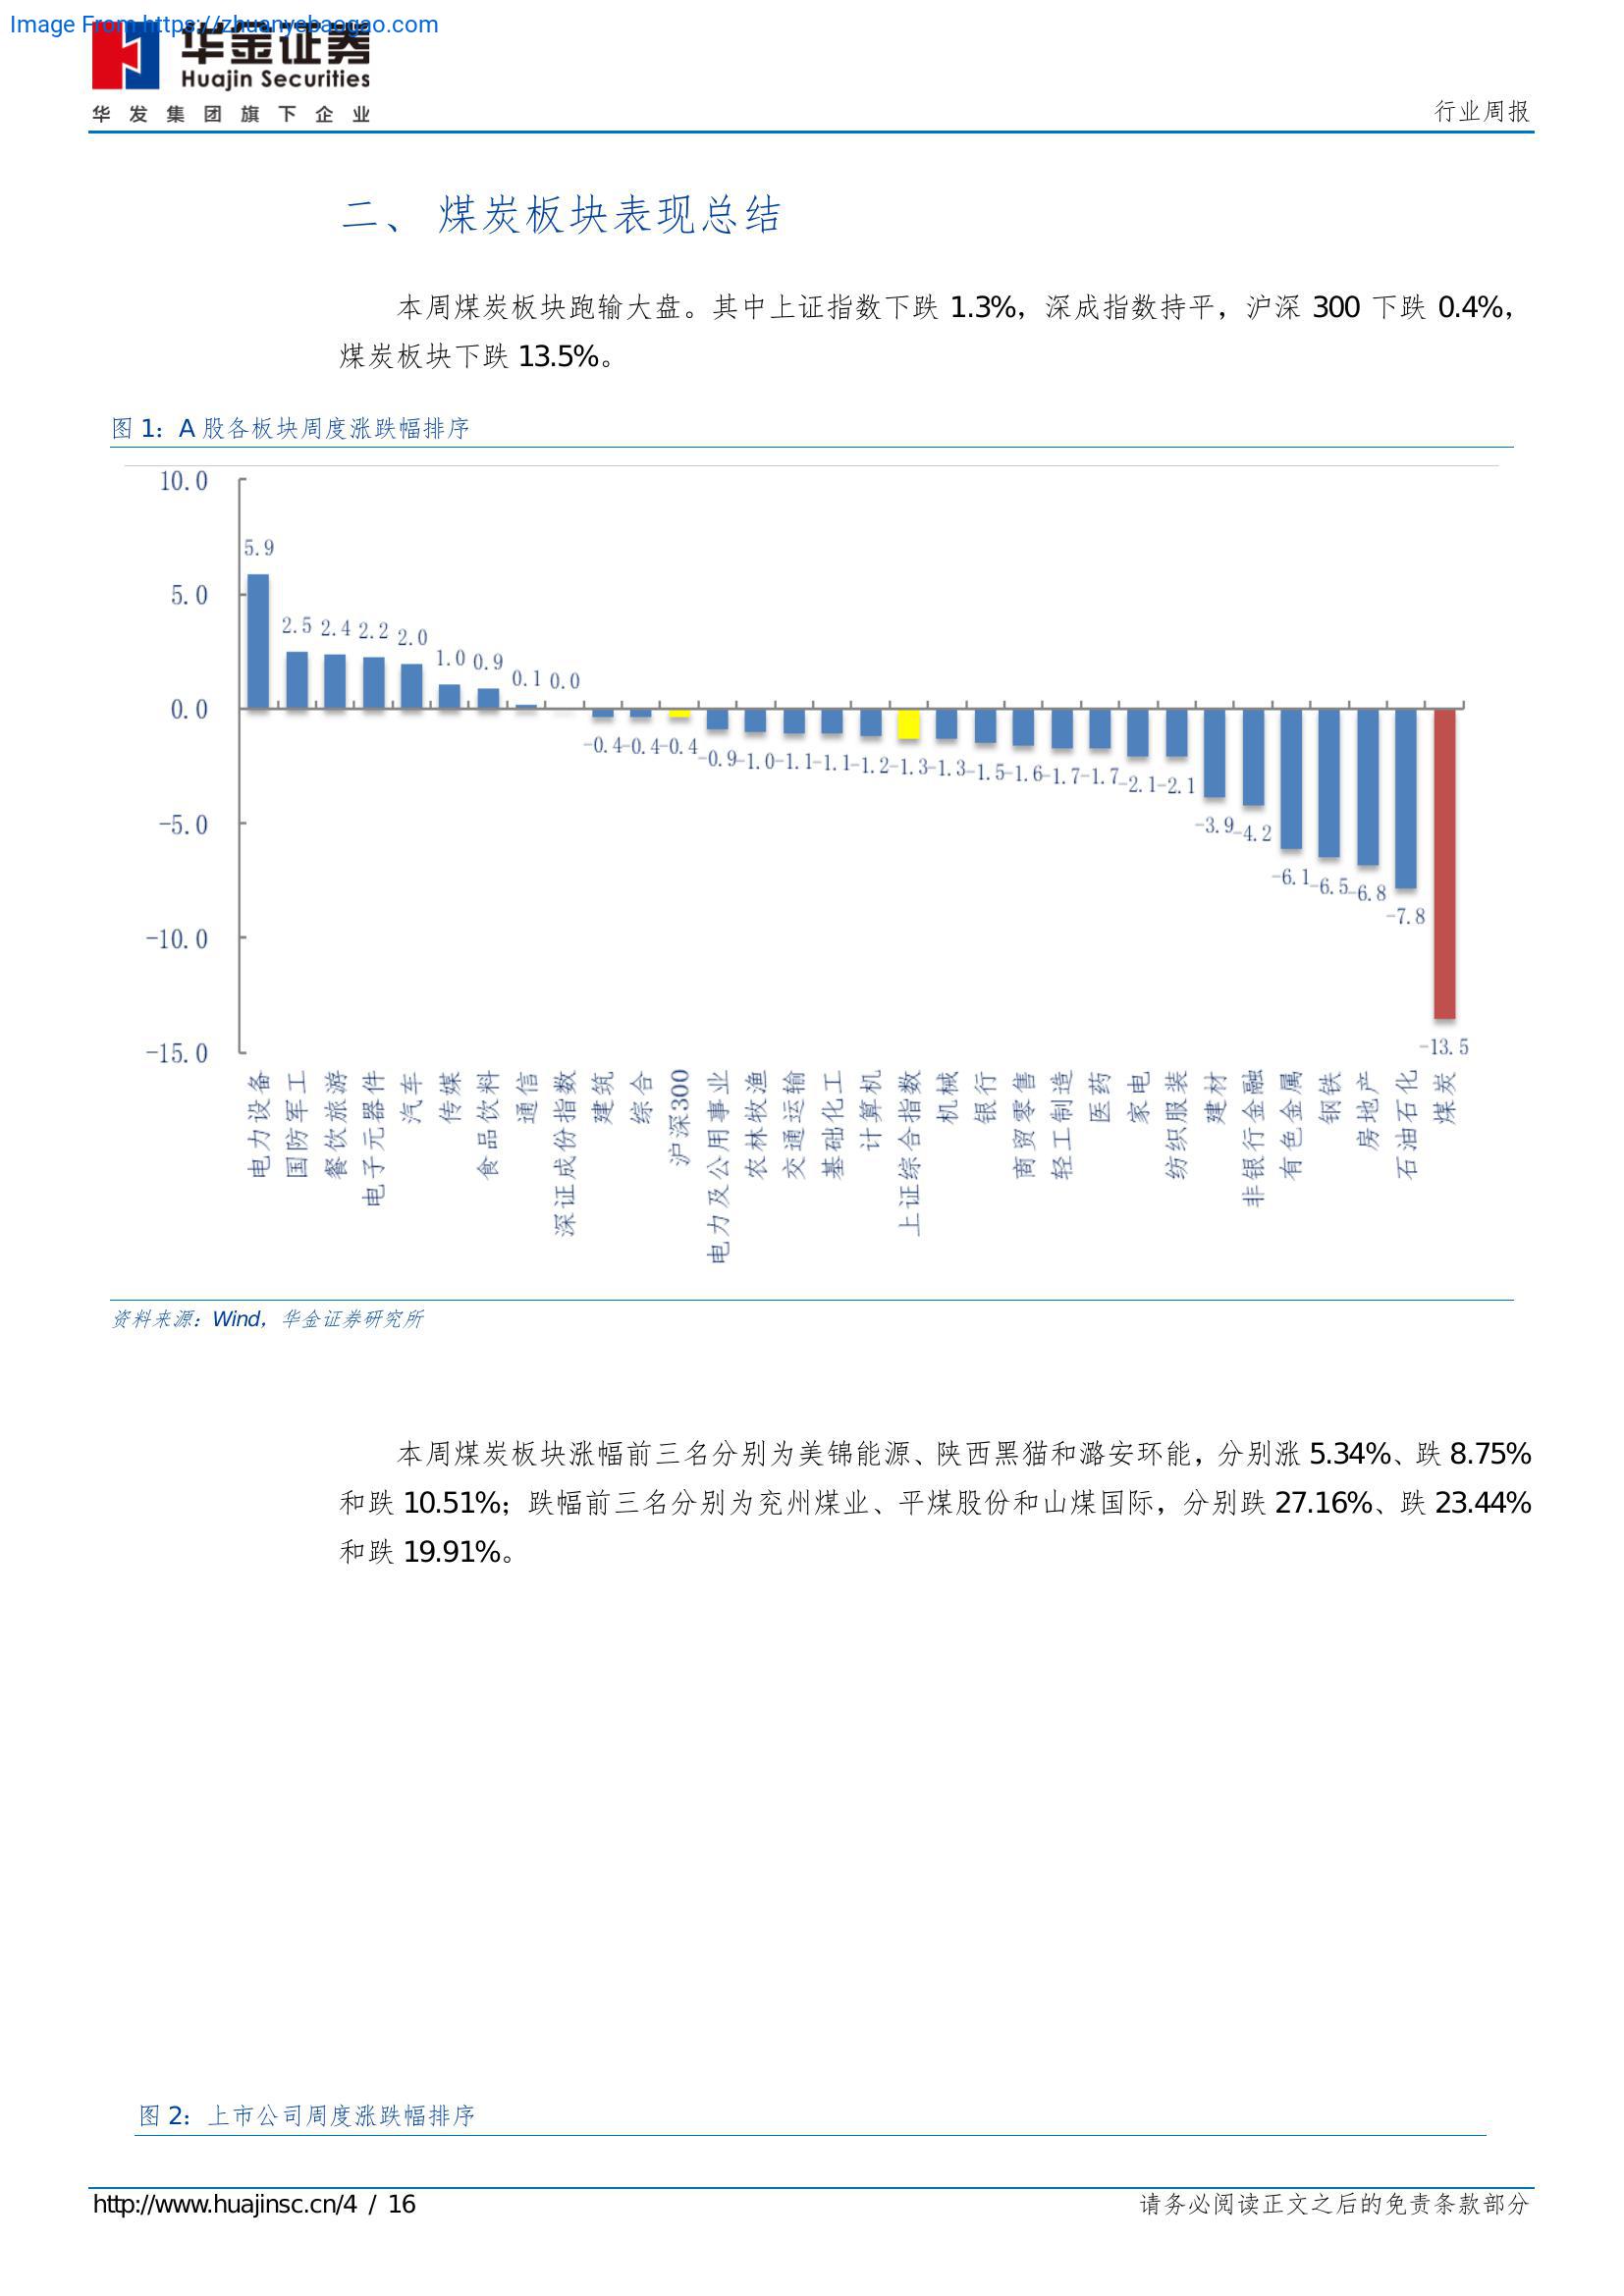 Image From https://zhuanyebaogao.com
华金证券
Huajin Securities
华发集团旗下企业
行业周报
二、 煤炭板块表现总结
本周煤炭板块跑输大盘。其中上证指数下跌 1.3%，深成指数持平，沪深 300 下跌 0.4%，
煤炭板块下跌 13.5%。
图 1：A 股各板块周度涨跌幅排序
10.0
5.0
0.0
-5.0
-10.0
-15.0
5.9
2.5
2.4
2.2
2.0
1.0
0.9
0.1
0.0
-0.4
-0.4
-0.4
-0.9
-1.0
-1.1
-1.1
-1.2
-1.3
-1.3
-1.5
-1.6
-1.7
-1.7
-2.1
-2.1
-3.9
-4.2
-6.1
-6.5
-6.8
-7.8
-13.5
电力设备
国防军工
餐饮旅游
电子元器件
汽车
传媒
食品饮料
通信
深证成份指数
建筑
综合
沪深300
电力及公用事业
农林牧渔
交通运输
基础化工
计算机
上证综合指数
机械
银行
商贸零售
轻工制造
医药
家电
纺织服装
建材
非银行金融
有色金属
钢铁
房地产
石油石化
煤炭
资料来源：Wind，华金证券研究所
本周煤炭板块涨幅前三名分别为美锦能源、陕西黑猫和潞安环能，分别涨 5.34%、跌 8.75%
和跌 10.51%；跌幅前三名分别为兖州煤业、平煤股份和山煤国际，分别跌 27.16%、跌 23.44%
和跌 19.91%。
图 2：上市公司周度涨跌幅排序
http://www.huajinsc.cn/4 / 16
请务必阅读正文之后的免责条款部分